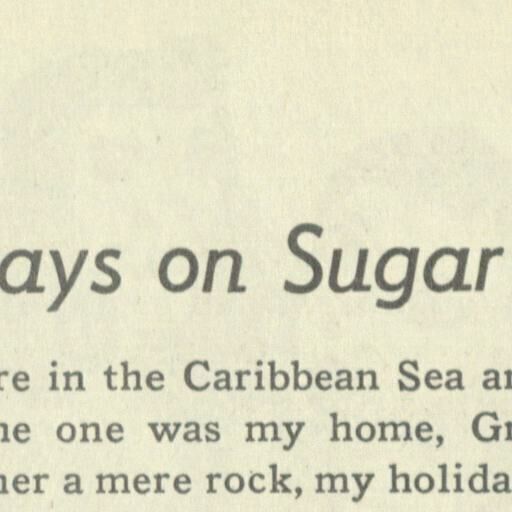 ays on Sugar
re in the Caribbean Sea an
ne one was my home, Gr
her a mere rock, my holida